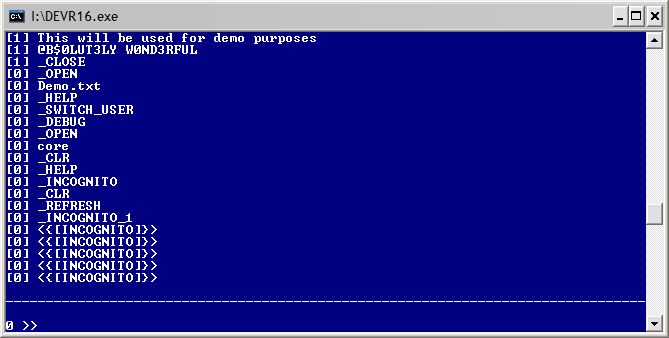 I:\DEVR16.exe
[1] This will be used for demo purposes
[1] @B$0LUT3LY W0ND3RFUL
[1] _CLOSE
[0] _OPEN
[0] Demo.txt
[0] _HELP
[0] _SWITCH_USER
[0] _DEBUG
[0] _OPEN
[0] core
[0] _CLR
[0] _HELP
[0] _INCOGNITO
[0] _CLR
[0] _REFRESH
[0] _INCOGNITO_1
[0] <<{[INCOGNITO]}>>
[0] <<{[INCOGNITO]}>>
[0] <<{[INCOGNITO]}>>
[0] <<{[INCOGNITO]}>>
[0] <<{[INCOGNITO]}>>
--------------------------------------------------------------------------------
0 >>